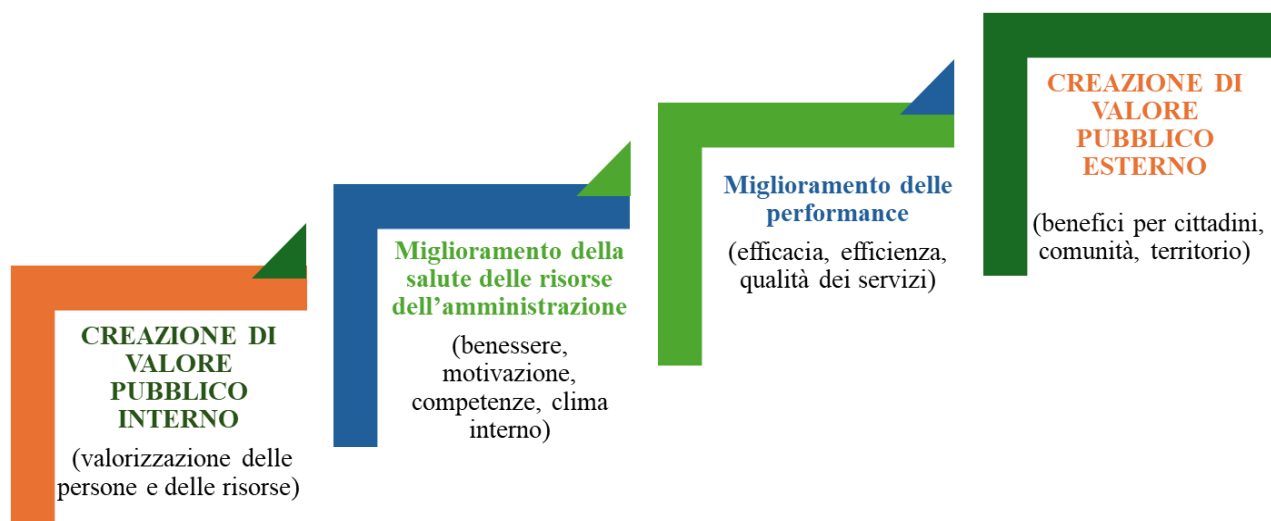 CREAZIONE DI
VALORE
PUBBLICO
INTERNO
(valorizzazione delle
persone e delle risorse)
Miglioramento della
salute delle risorse
dell’amministrazione
(benessere,
motivazione,
competenze, clima
interno)
Miglioramento delle
performance
(efficacia, efficienza,
qualità dei servizi)
CREAZIONE DI
VALORE
PUBBLICO
ESTERNO
(benefici per cittadini,
comunità, territorio)